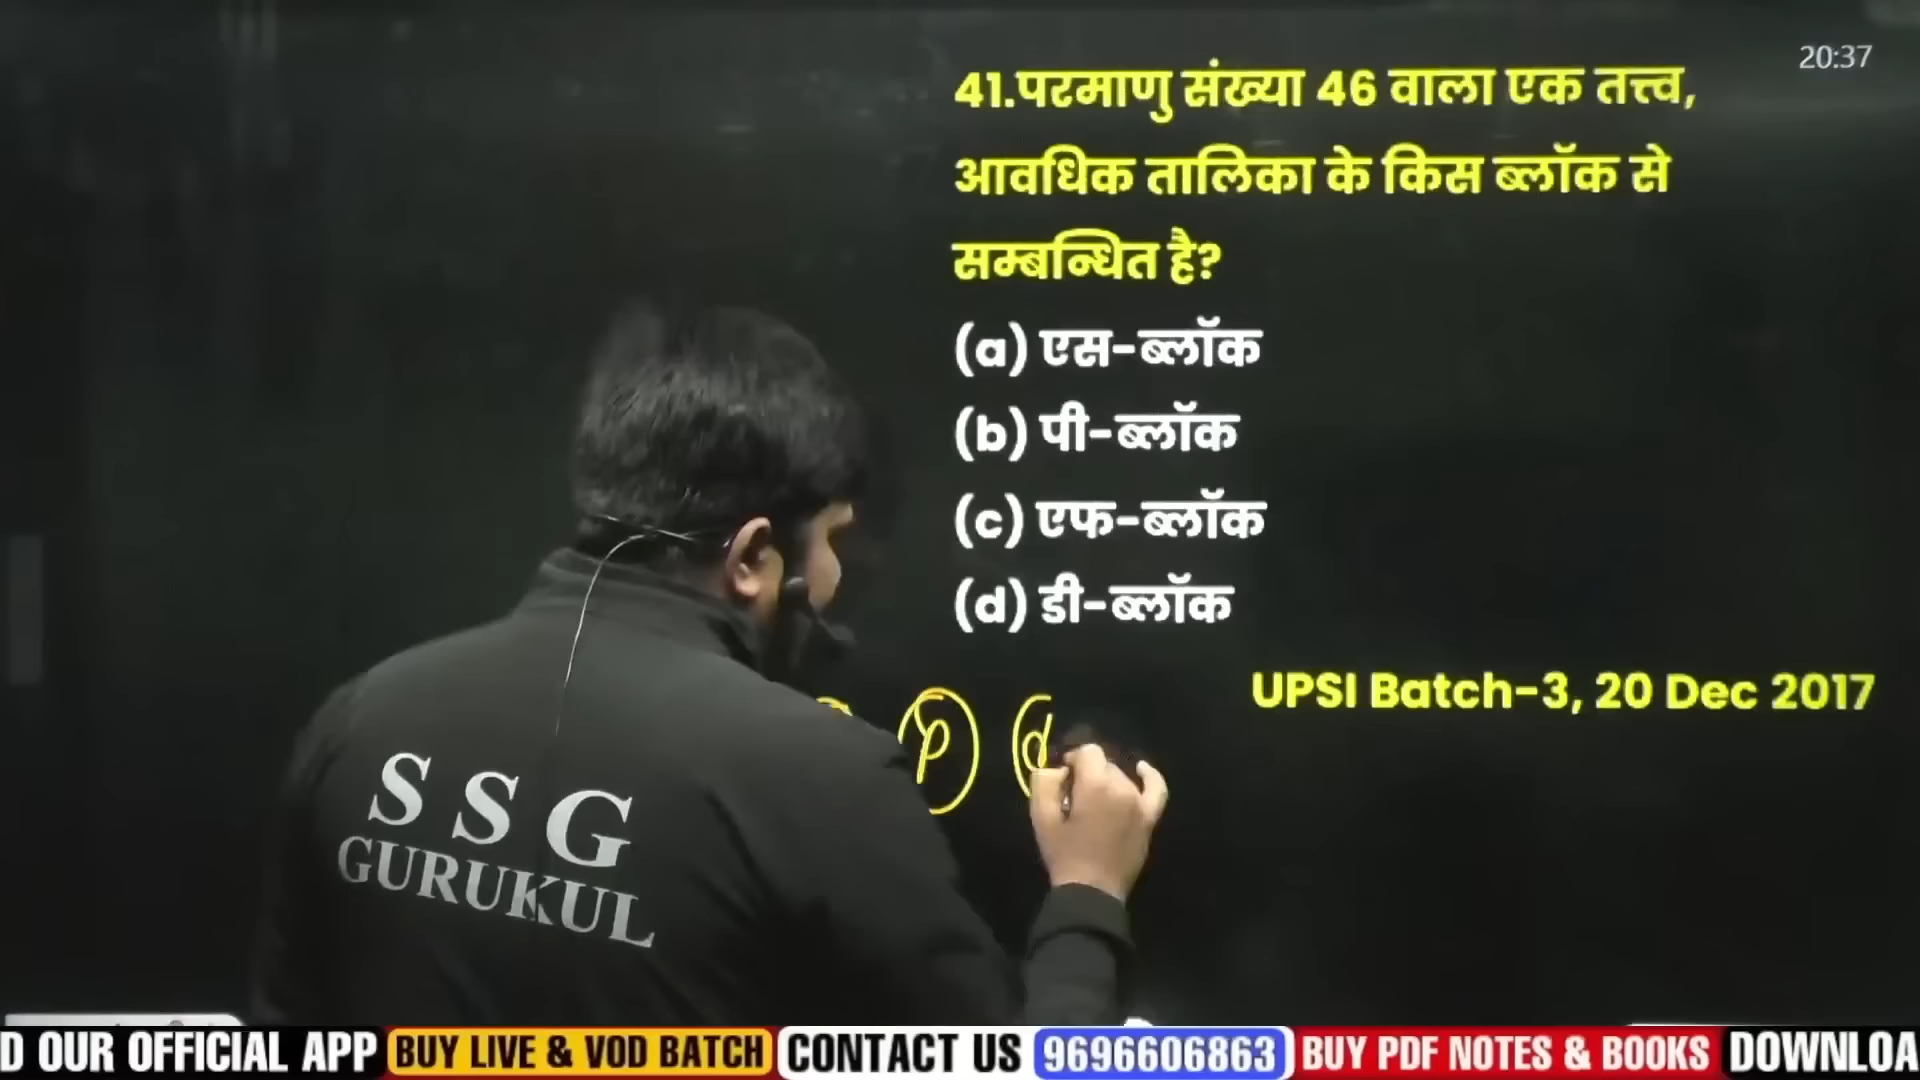 20:37
41.परमाणु संख्या 46 वाला एक तत्त्व,
आवधिक तालिका के किस ब्लॉक से
सम्बन्धित है?
(a) एस-ब्लॉक
(b) पी-ब्लॉक
(c) एफ-ब्लॉक
(d) डी-ब्लॉक
UPSI Batch-3, 20 Dec 2017
p d
S S G
GURUKUL
D OUR OFFICIAL APP BUY LIVE & VOD BATCH CONTACT US 9696606863 BUY PDF NOTES & BOOKS DOWNLOA